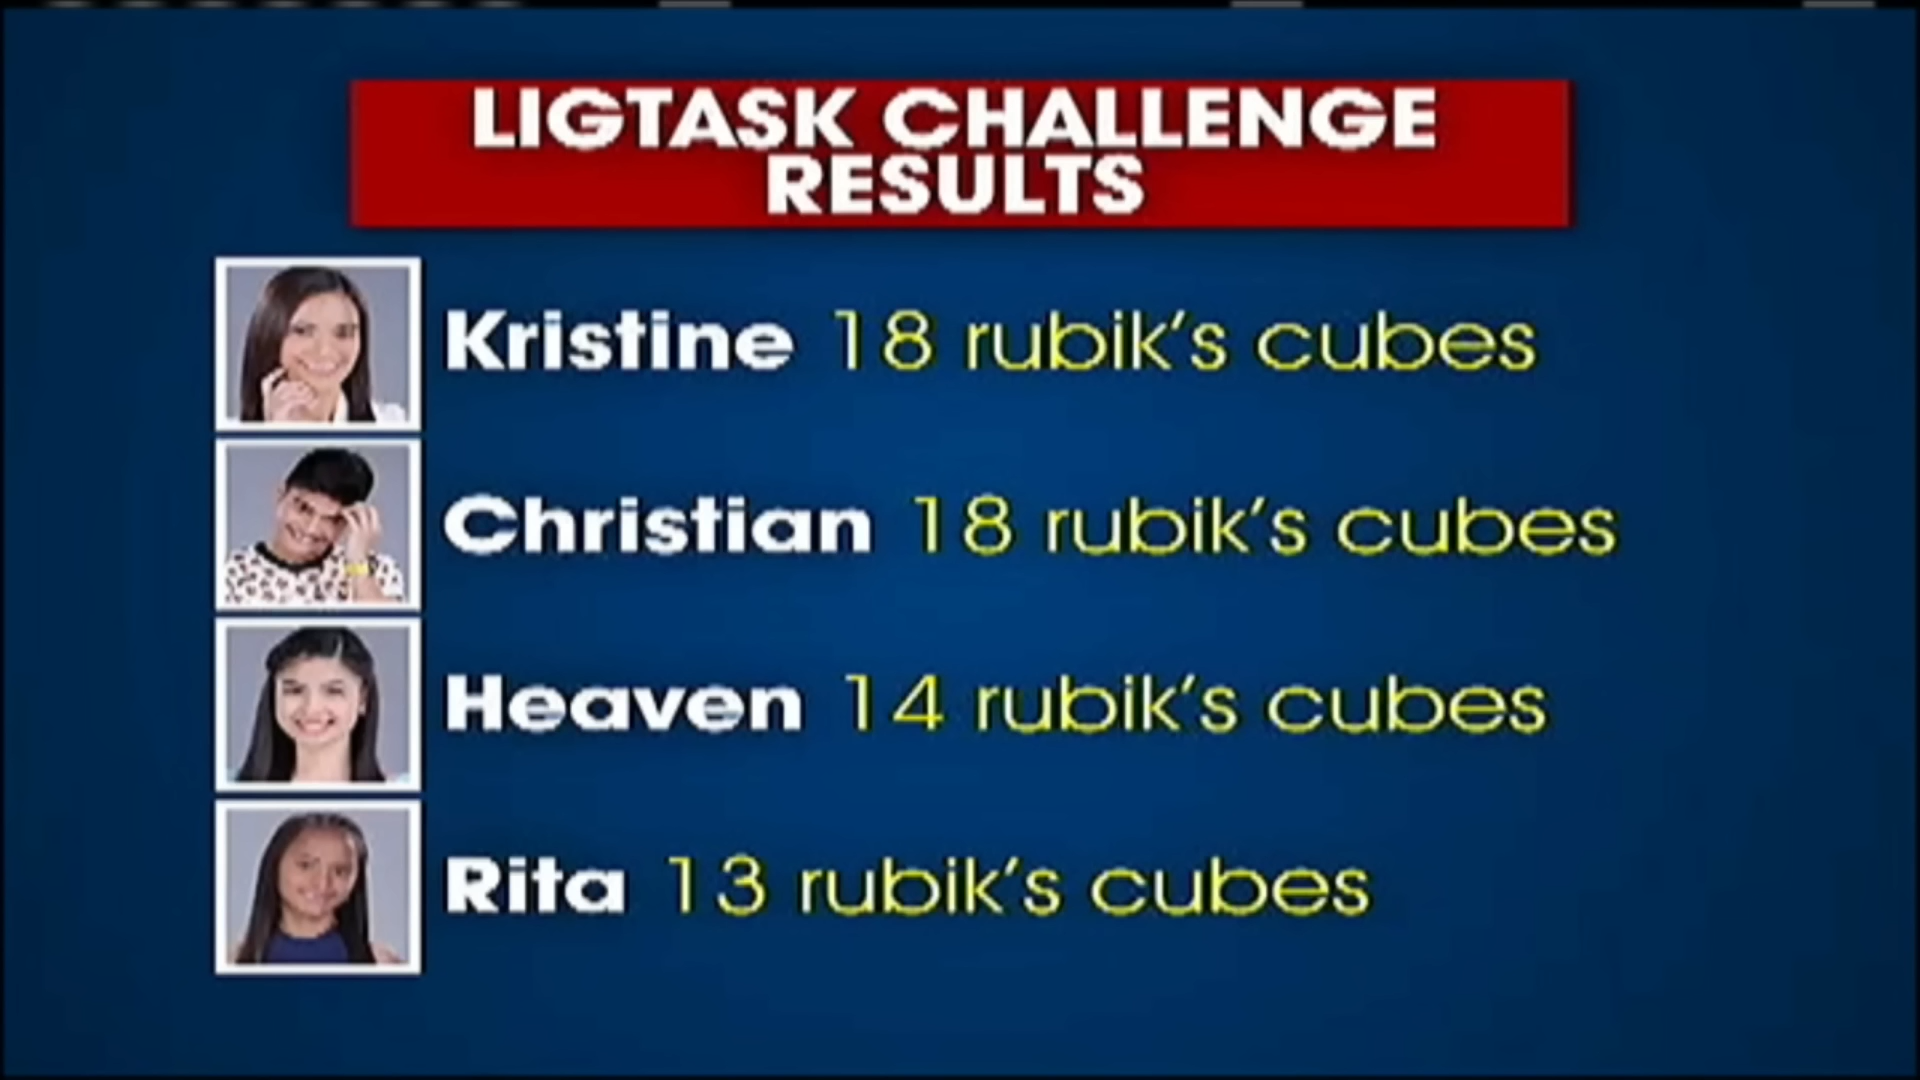 LIGTASK CHALLENGE
RESULTS
Kristine 18 rubik's cubes
Christian 18 rubik's cubes
Heaven 14 rubik's cubes
Rita 13 rubik's cubes